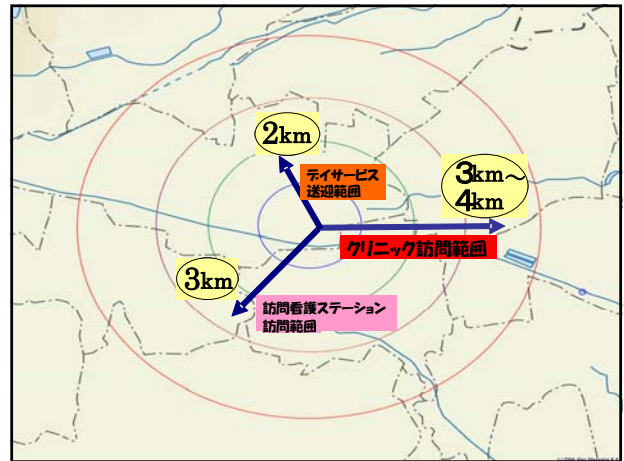 2km
デイサービス
送迎範囲
3km～
4km
クリニック訪問範囲
3km
訪問看護ステーション
訪問範囲